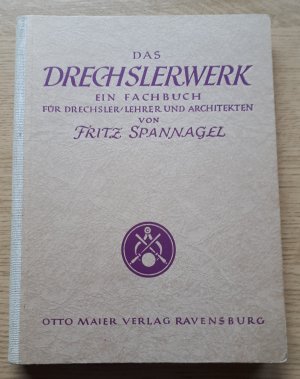 DAS
DRECHSLERWERK
EIN FACHBUCH
FÜR DRECHSLER/LEHRER UND ARCHITEKTEN
VON
FRITZ SPANNAGEL
OTTO MAIER VERLAG RAVENSBURG